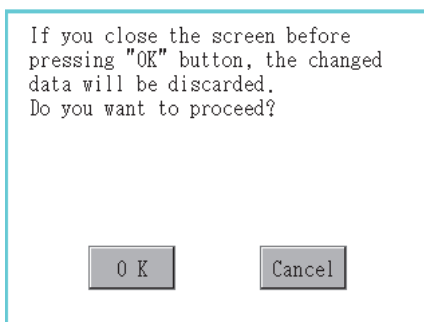 If you close the screen before
pressing "OK" button, the changed
data will be discarded.
Do you want to proceed?
O K
Cancel